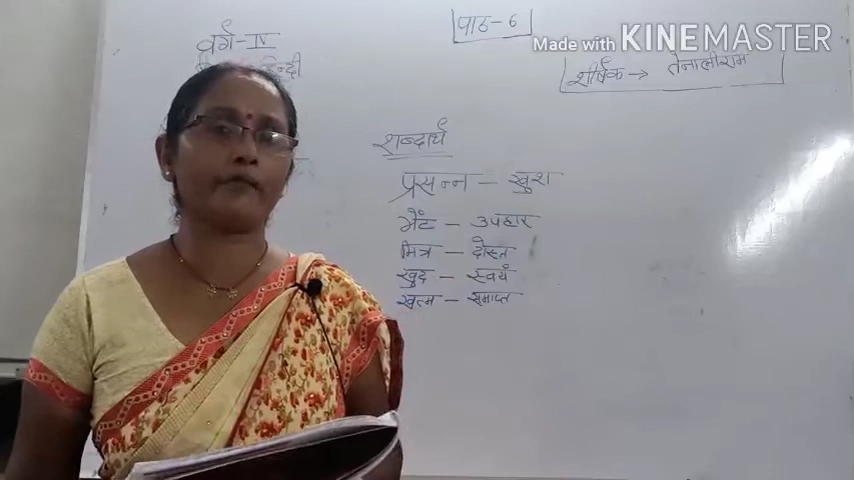 वर्ग-IV
पाठ-6
Made with KINEMASTER
हिन्दी
शीर्षक → तेनालीराम
शब्दार्थ
प्रसन्न - खुश
भेंट - उपहार
मित्र - दोस्त
खुद - स्वयं
खत्म - समाप्त